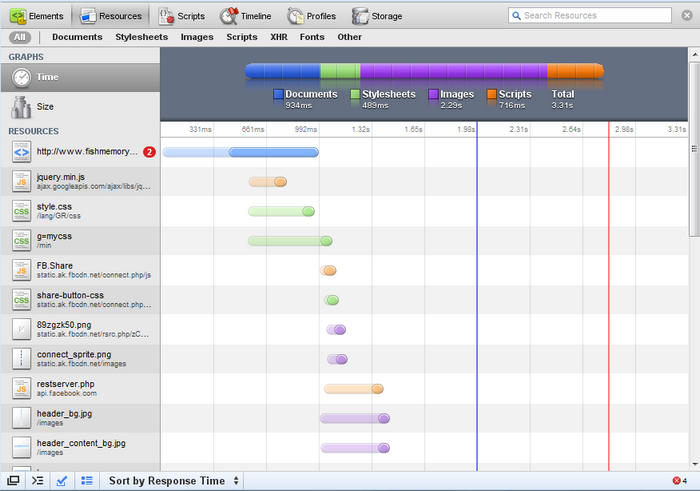 Elements Resources Scripts Timeline Profiles Storage Search Resources
All Documents Stylesheets Images Scripts XHR Fonts Other
GRAPHS
Time
Size
Documents Stylesheets Images Scripts Total
934ms 489ms 2.29s 716ms 3.31s
RESOURCES
331ms 661ms 992ms 1.32s 1.65s 1.98s 2.31s 2.64s 2.98s 3.31s
http://www.fishmemory... 2
jquery.min.js
ajax.googleapis.com/ajax/libs/jq...
style.css
/lang/GR/css
g=mycss
/min
FB.Share
static.ak.fbcdn.net/connect.php/js
share-button-css
static.ak.fbcdn.net/connect.php...
89zgzk50.png
static.ak.fbcdn.net/rsrc.php/zC...
connect_sprite.png
static.ak.fbcdn.net/images
restserver.php
api.facebook.com
header_bg.jpg
/images
header_content_bg.jpg
/images
Sort by Response Time 4